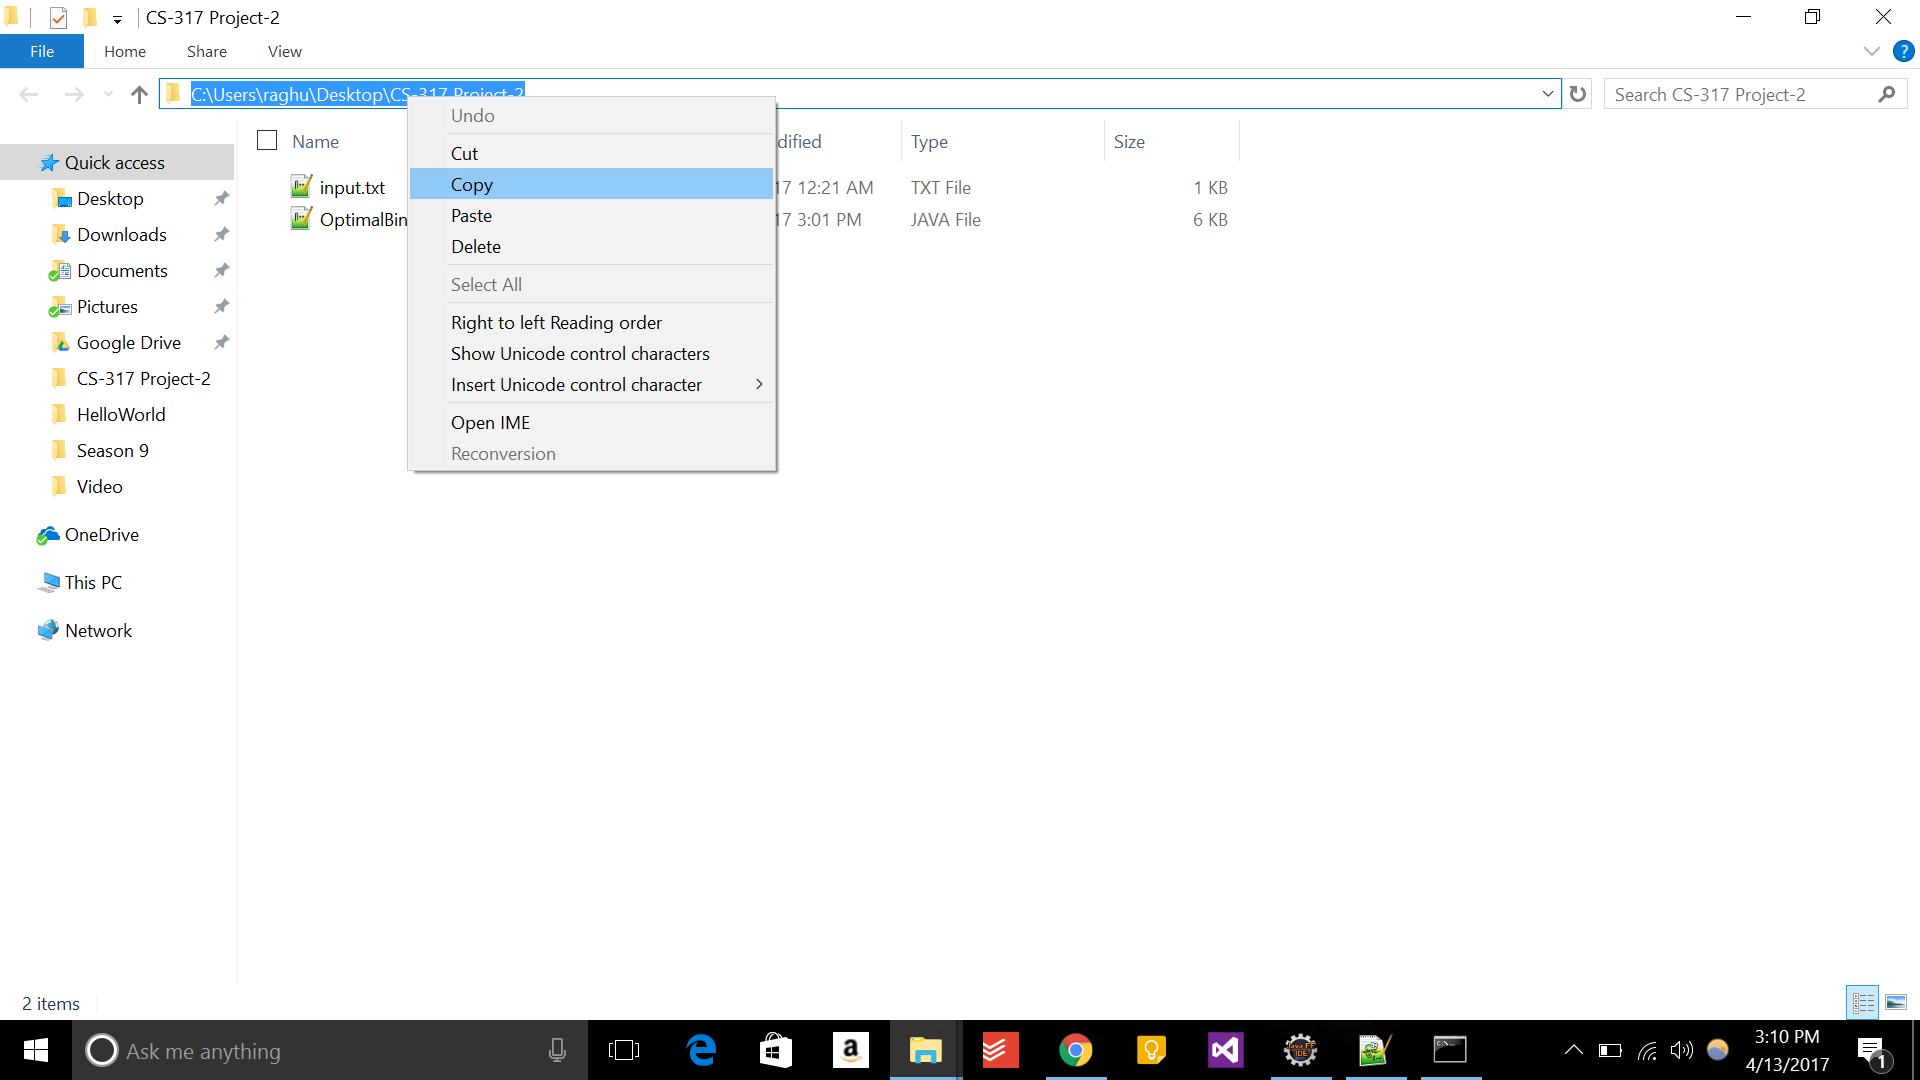 CS-317 Project-2
File Home Share View
C:\Users\raghu\Desktop\CS-317 Project-2
Search CS-317 Project-2
Name dified Type Size
input.txt 17 12:21 AM TXT File 1 KB
OptimalBin 17 3:01 PM JAVA File 6 KB
Undo
Cut
Copy
Paste
Delete
Select All
Right to left Reading order
Show Unicode control characters
Insert Unicode control character
Open IME
Reconversion
Quick access
Desktop
Downloads
Documents
Pictures
Google Drive
CS-317 Project-2
HelloWorld
Season 9
Video
OneDrive
This PC
Network
2 items
Ask me anything
3:10 PM
4/13/2017
1